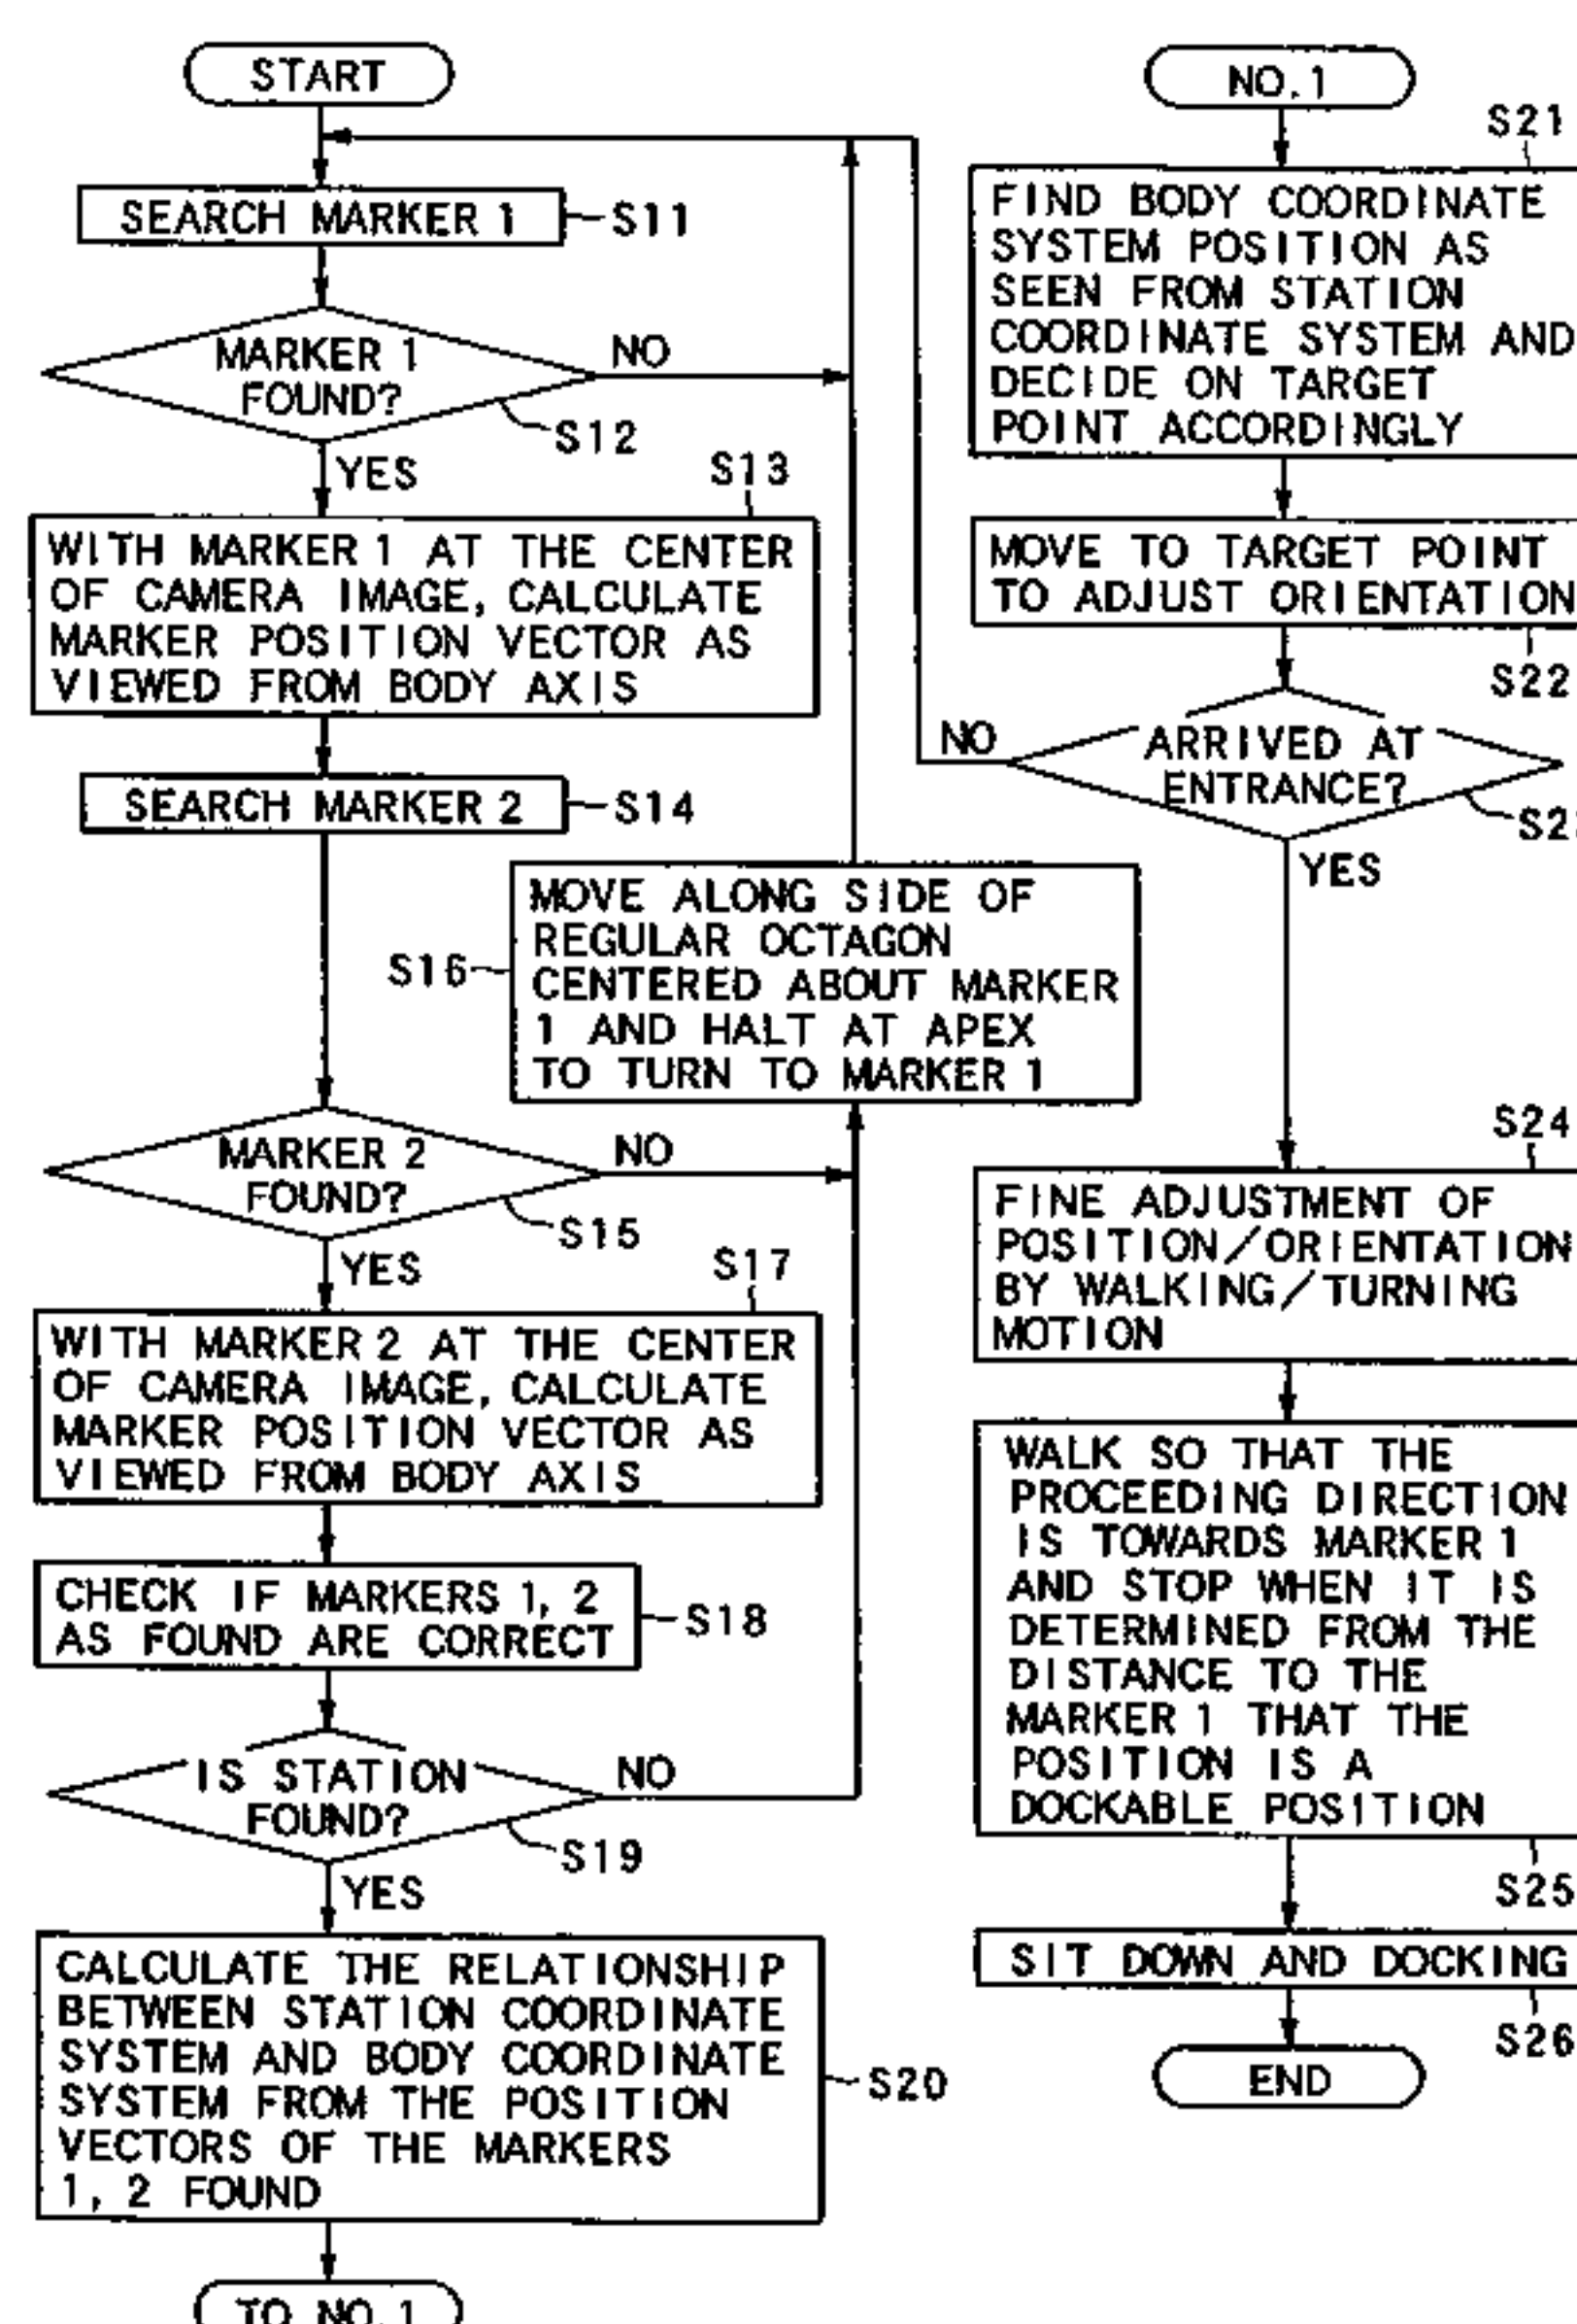 START
SEARCH MARKER 1
S11
MARKER 1
FOUND?
NO
S12
YES
S13
WITH MARKER 1 AT THE CENTER
OF CAMERA IMAGE, CALCULATE
MARKER POSITION VECTOR AS
VIEWED FROM BODY AXIS
SEARCH MARKER 2
S14
S16
MOVE ALONG SIDE OF
REGULAR OCTAGON
CENTERED ABOUT MARKER
1 AND HALT AT APEX
TO TURN TO MARKER 1
MARKER 2
FOUND?
NO
S15
YES
S17
WITH MARKER 2 AT THE CENTER
OF CAMERA IMAGE, CALCULATE
MARKER POSITION VECTOR AS
VIEWED FROM BODY AXIS
CHECK IF MARKERS 1, 2
AS FOUND ARE CORRECT
S18
IS STATION
FOUND?
NO
S19
YES
CALCULATE THE RELATIONSHIP
BETWEEN STATION COORDINATE
SYSTEM AND BODY COORDINATE
SYSTEM FROM THE POSITION
VECTORS OF THE MARKERS
1, 2 FOUND
S20
TO NO.1
NO.1
S21
FIND BODY COORDINATE
SYSTEM POSITION AS
SEEN FROM STATION
COORDINATE SYSTEM AND
DECIDE ON TARGET
POINT ACCORDINGLY
MOVE TO TARGET POINT
TO ADJUST ORIENTATION
S22
NO
ARRIVED AT
ENTRANCE?
YES
S24
FINE ADJUSTMENT OF
POSITION/ORIENTATION
BY WALKING/TURNING
MOTION
WALK SO THAT THE
PROCEEDING DIRECTION
IS TOWARDS MARKER 1
AND STOP WHEN IT IS
DETERMINED FROM THE
DISTANCE TO THE
MARKER 1 THAT THE
POSITION IS A
DOCKABLE POSITION
S25
SIT DOWN AND DOCKING
S26
END